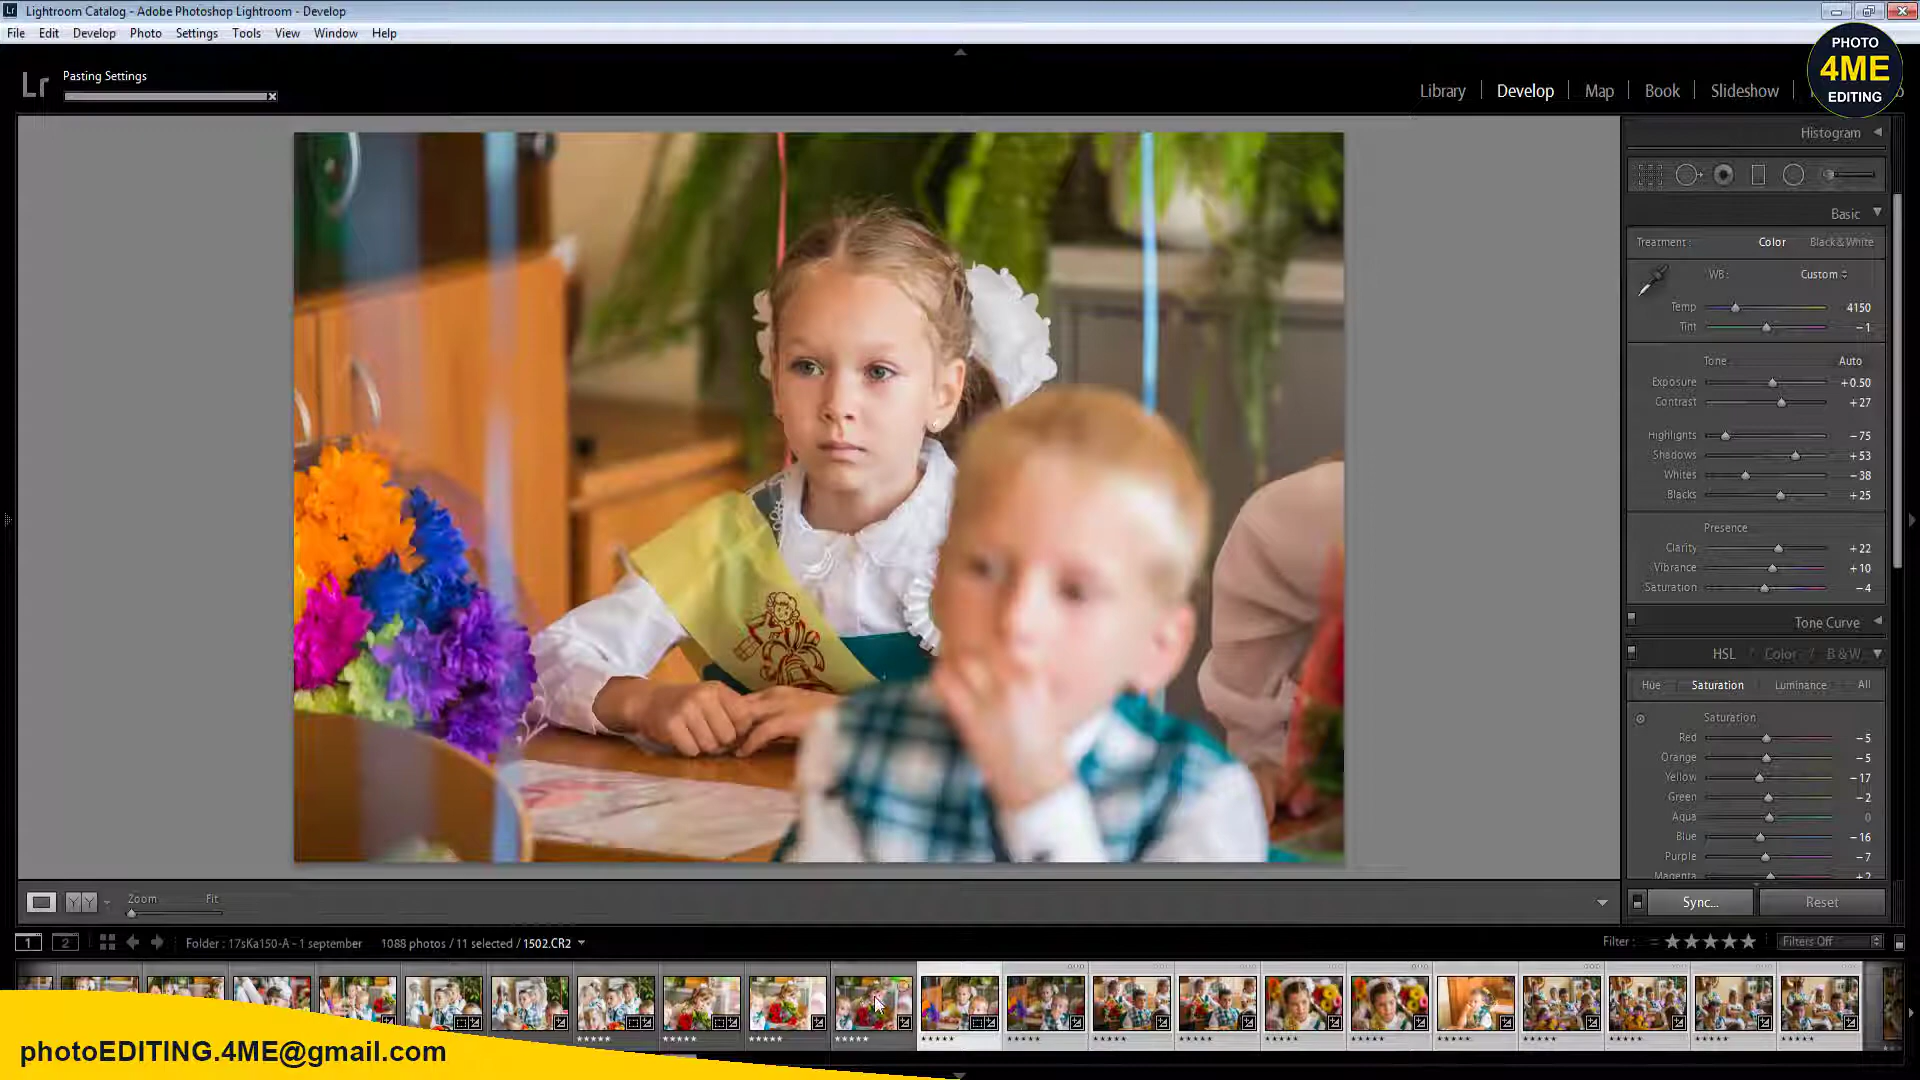 Lightroom Catalog - Adobe Photoshop Lightroom - Develop
File Edit Develop Photo Settings Tools View Window Help
PHOTO
4ME
EDITING
Lr
Pasting Settings
Library Develop Map Book Slideshow
Histogram
Basic
Treatment: Color Black & White
WB: Custom
Temp 4150
Tint -1
Tone Auto
Exposure +0.50
Contrast +27
Highlights -75
Shadows +53
Whites -38
Blacks +25
Presence
Clarity +22
Vibrance +10
Saturation -4
Tone Curve
HSL / Color / B & W
Hue Saturation Luminance All
Saturation
Red -5
Orange -5
Yellow -17
Green -2
Aqua 0
Blue -16
Purple -7
Magenta +2
Zoom Fit
Sync... Reset
1 2 Folder : 17sKa150-A - 1 september 1088 photos / 11 selected / 1502.CR2
Filter : Filters Off
photoEDITING.4ME@gmail.com